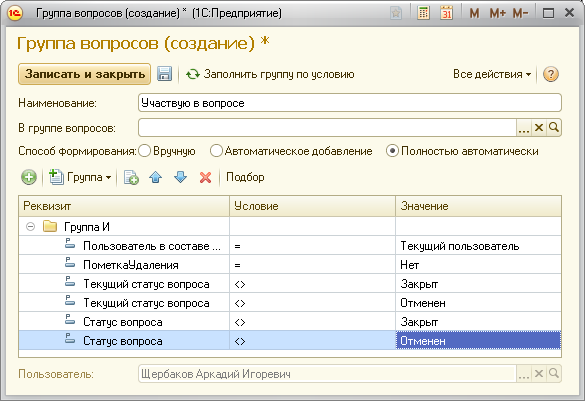 Группа вопросов (создание) * (1С:Предприятие)
M M+ M-
31
Группа вопросов (создание) *
Записать и закрыть Заполнить группу по условию Все действия ?
Наименование: Участвую в вопросе
В группе вопросов: ...
Способ формирования: Вручную Автоматическое добавление Полностью автоматически
Группа Подбор
Реквизит Условие Значение
Группа И
Пользователь в составе ... = Текущий пользователь
ПометкаУдаления = Нет
Текущий статус вопроса <> Закрыт
Текущий статус вопроса <> Отменен
Статус вопроса <> Закрыт
Статус вопроса <> Отменен
Пользователь: Щербаков Аркадий Игоревич ...